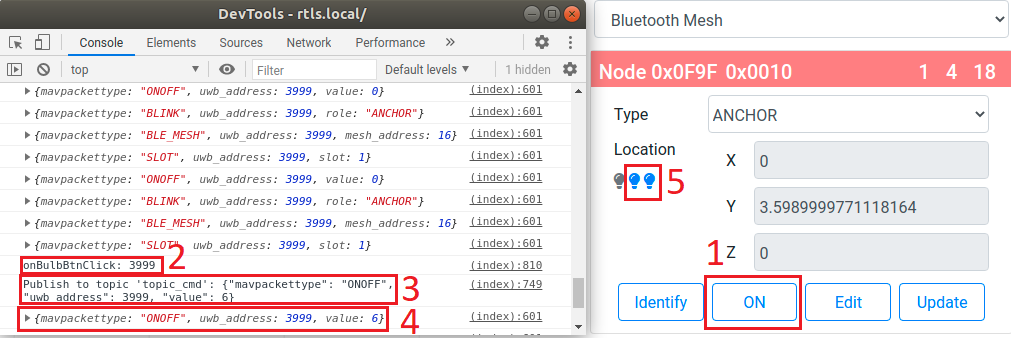 DevTools - rtls.local/
Console Elements Sources Network Performance »
top Filter Default levels 1 hidden
{mavpackettype: "ONOFF", uwb_address: 3999, value: 0} (index):601
{mavpackettype: "BLINK", uwb_address: 3999, role: "ANCHOR"} (index):601
{mavpackettype: "BLE_MESH", uwb_address: 3999, mesh_address: 16} (index):601
{mavpackettype: "SLOT", uwb_address: 3999, slot: 1} (index):601
{mavpackettype: "ONOFF", uwb_address: 3999, value: 0} (index):601
{mavpackettype: "BLINK", uwb_address: 3999, role: "ANCHOR"} (index):601
{mavpackettype: "BLE_MESH", uwb_address: 3999, mesh_address: 16} (index):601
{mavpackettype: "SLOT", uwb_address: 3999, slot: 1} (index):601
2
onBulbBtnClick: 3999 (index):810
Publish to topic 'topic_cmd': {"mavpackettype": "ONOFF", (index):749
"uwb_address": 3999, "value": 6}
3
{mavpackettype: "ONOFF", uwb_address: 3999, value: 6} (index):601
4
Bluetooth Mesh
Node 0x0F9F 0x0010 1 4 18
Type ANCHOR
Location
X 0
5
Y 3.5989999771118164
1
Z 0
Identify ON Edit Update